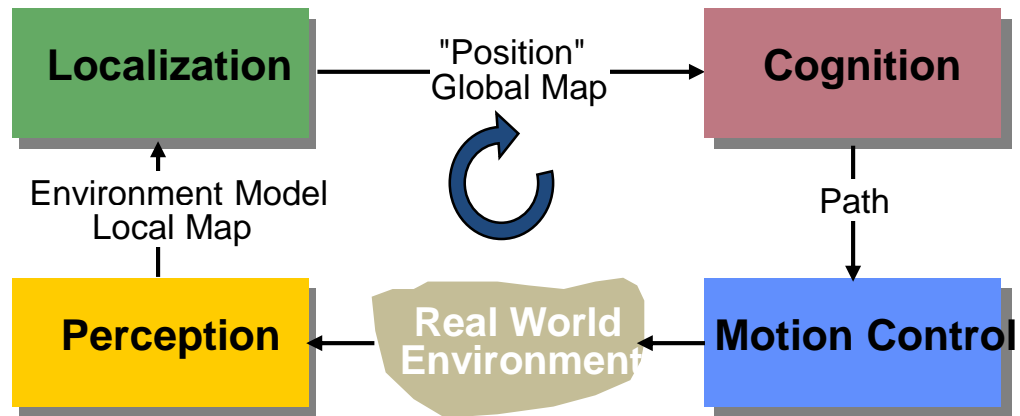 Localization
"Position"
Global Map
Cognition
Environment Model
Local Map
Path
Perception
Real World
Environment
Motion Control